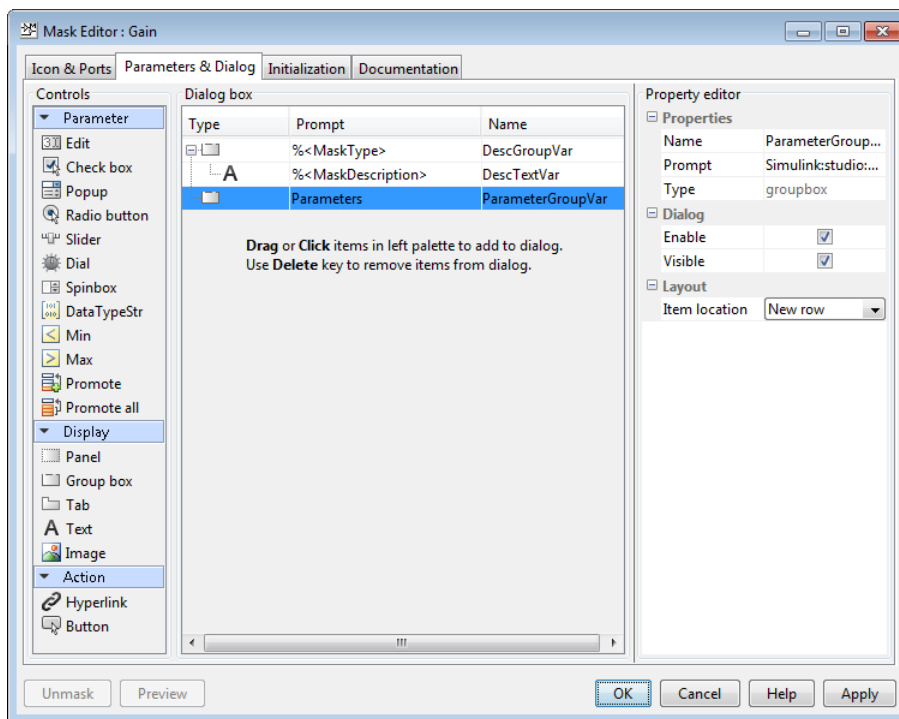 Mask Editor : Gain
Icon & Ports Parameters & Dialog Initialization Documentation
Controls
Parameter
Edit
Check box
Popup
Radio button
Slider
Dial
Spinbox
DataTypeStr
Min
Max
Promote
Promote all
Display
Panel
Group box
Tab
A Text
Image
Action
Hyperlink
Button
Dialog box
Type Prompt Name
%<MaskType> DescGroupVar
A %<MaskDescription> DescTextVar
Parameters ParameterGroupVar
Drag or Click items in left palette to add to dialog.
Use Delete key to remove items from dialog.
Property editor
Properties
Name ParameterGroup...
Prompt Simulink:studio:...
Type groupbox
Dialog
Enable
Visible
Layout
Item location New row
Unmask Preview OK Cancel Help Apply